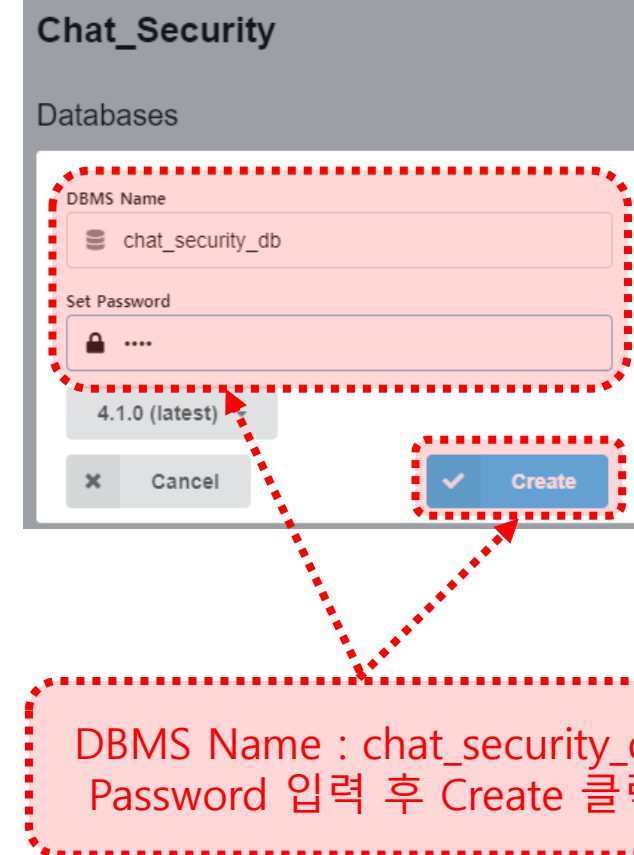 Chat_Security
Databases
DBMS Name
chat_security_db
Set Password
••••
4.1.0 (latest)
Cancel
Create
DBMS Name : chat_security_
Password 입력 후 Create